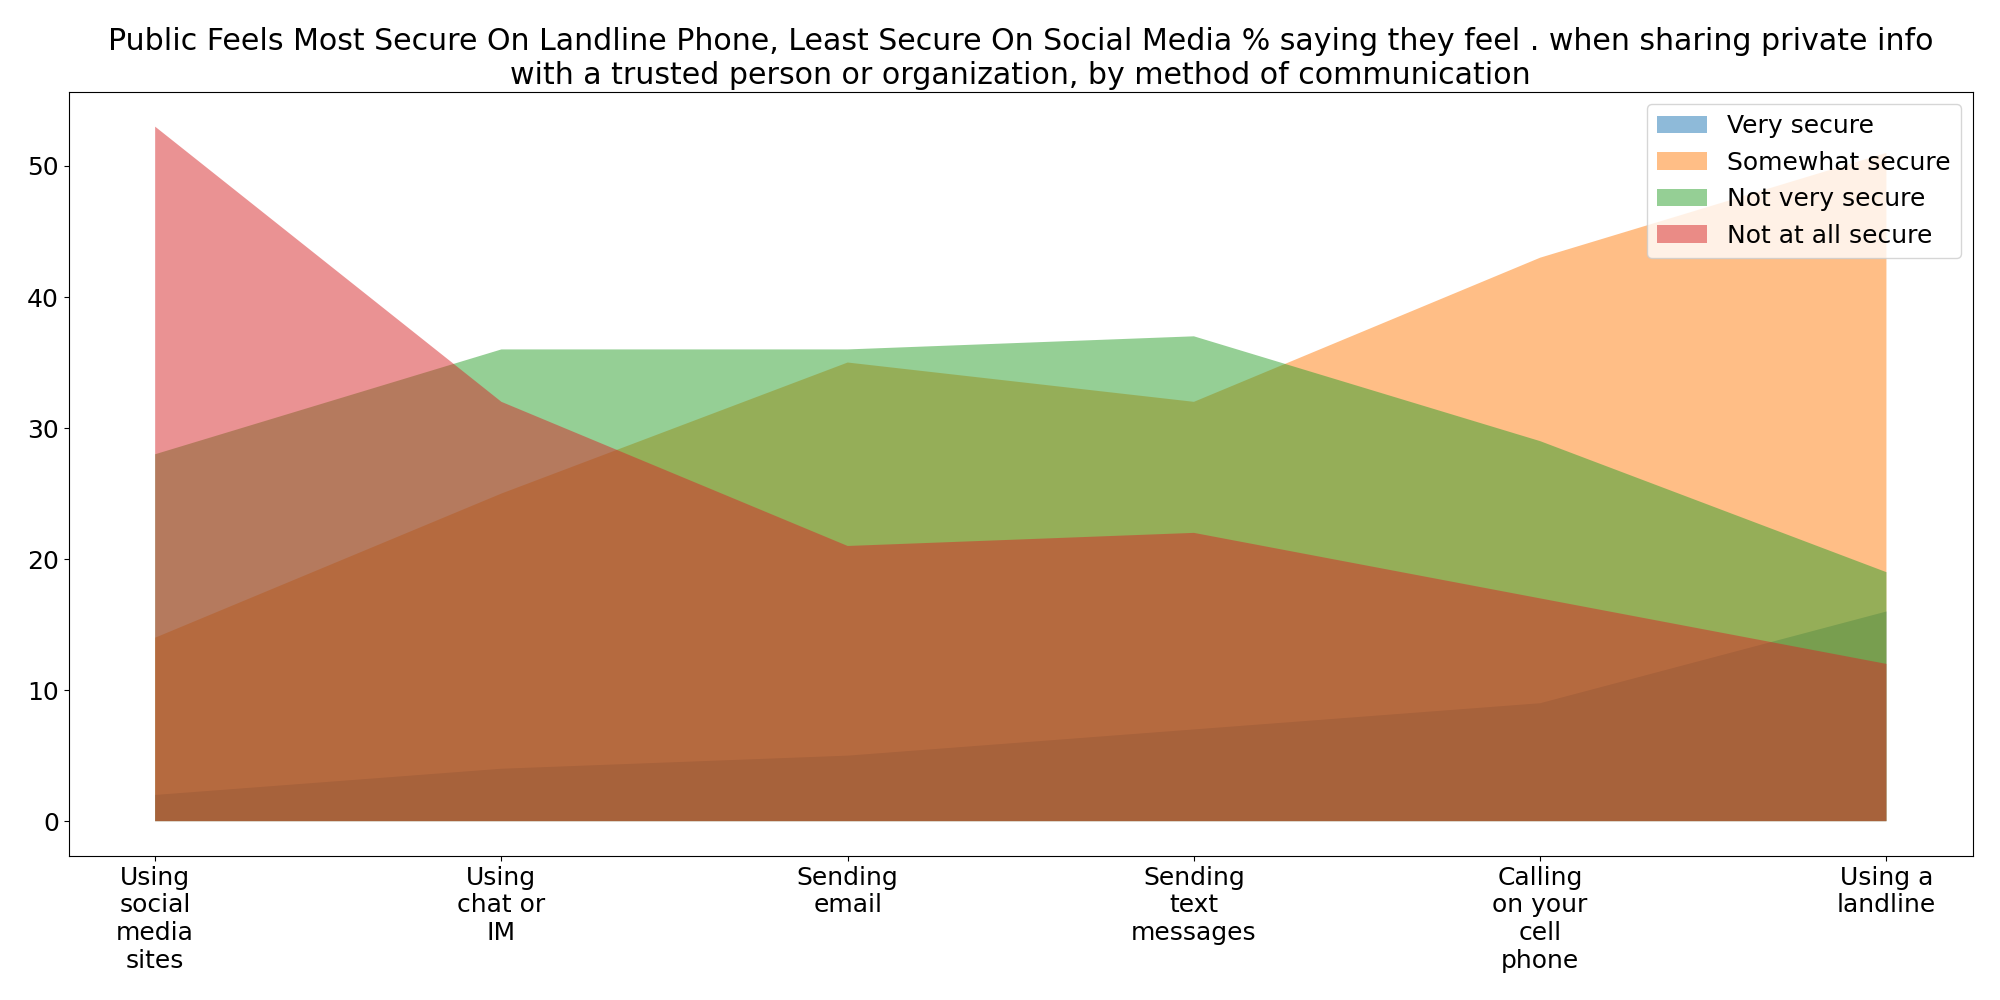 Public Feels Most Secure On Landline Phone, Least Secure On Social Media % saying they feel . when sharing private info
with a trusted person or organization, by method of communication
Very secure
Somewhat secure
Not very secure
Not at all secure
50
40
30
20
10
0
Using
social
media
sites
Using
chat or
IM
Sending
email
Sending
text
messages
Calling
on your
cell
phone
Using a
landline